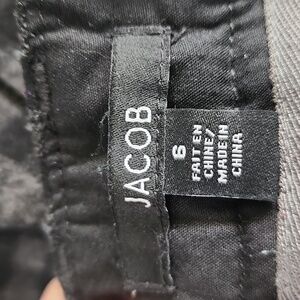 JACOB
6
FAIT EN
CHINE/
MADE IN
CHINA